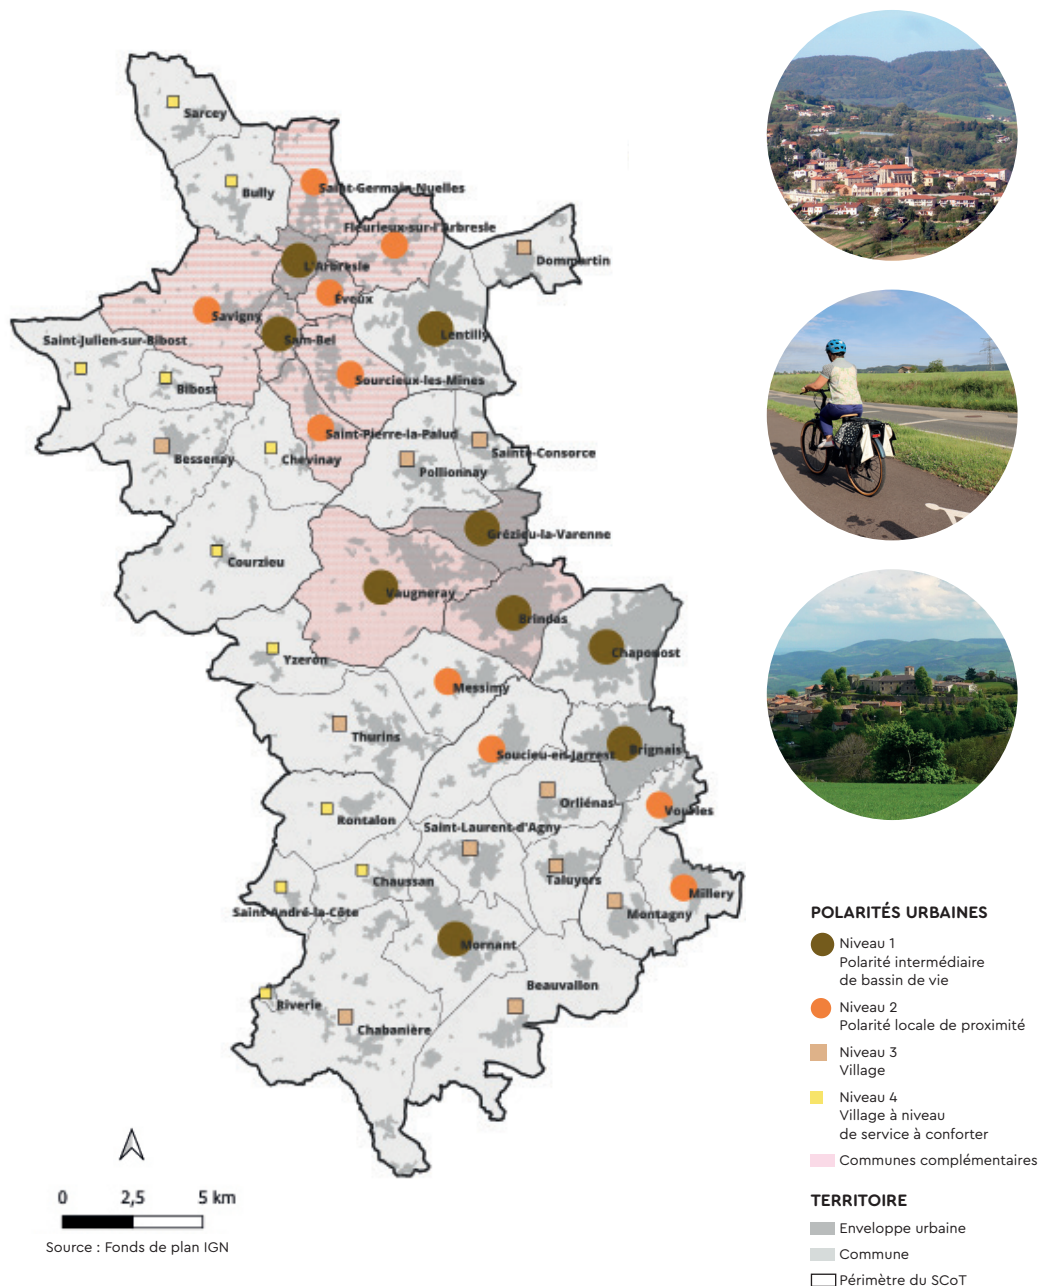 Sarcey
Bully
Saint-Germain-Nuelles
Fleurieux-sur-l'Arbresle
Dommartin
L'Arbresle
Éveux
Savigny
Lentilly
Sain-Bel
Saint-Julien-sur-Bibost
Bibost
Sourcieux-les-Mines
Saint-Pierre-la-Palud
Bessenay
Chevinay
Sainte-Consorce
Pollionnay
Grézieu-la-Varenne
Courzieu
Vaugneray
Brindas
Chaponost
Yzeron
Messimy
Thurins
Soucieu-en-Jarrest
Brignais
Orliénas
Vourles
Rontalon
Saint-Laurent-d'Agny
Chaussan
Taluyers
Millery
Montagny
Saint-André-la-Côte
Mornant
Beauvallon
Riverie
Chabanière
0 2,5 5 km
Source : Fonds de plan IGN
POLARITÉS URBAINES
Niveau 1
Polarité intermédiaire
de bassin de vie
Niveau 2
Polarité locale de proximité
Niveau 3
Village
Niveau 4
Village à niveau
de service à conforter
Communes complémentaires
TERRITOIRE
Enveloppe urbaine
Commune
Périmètre du SCoT